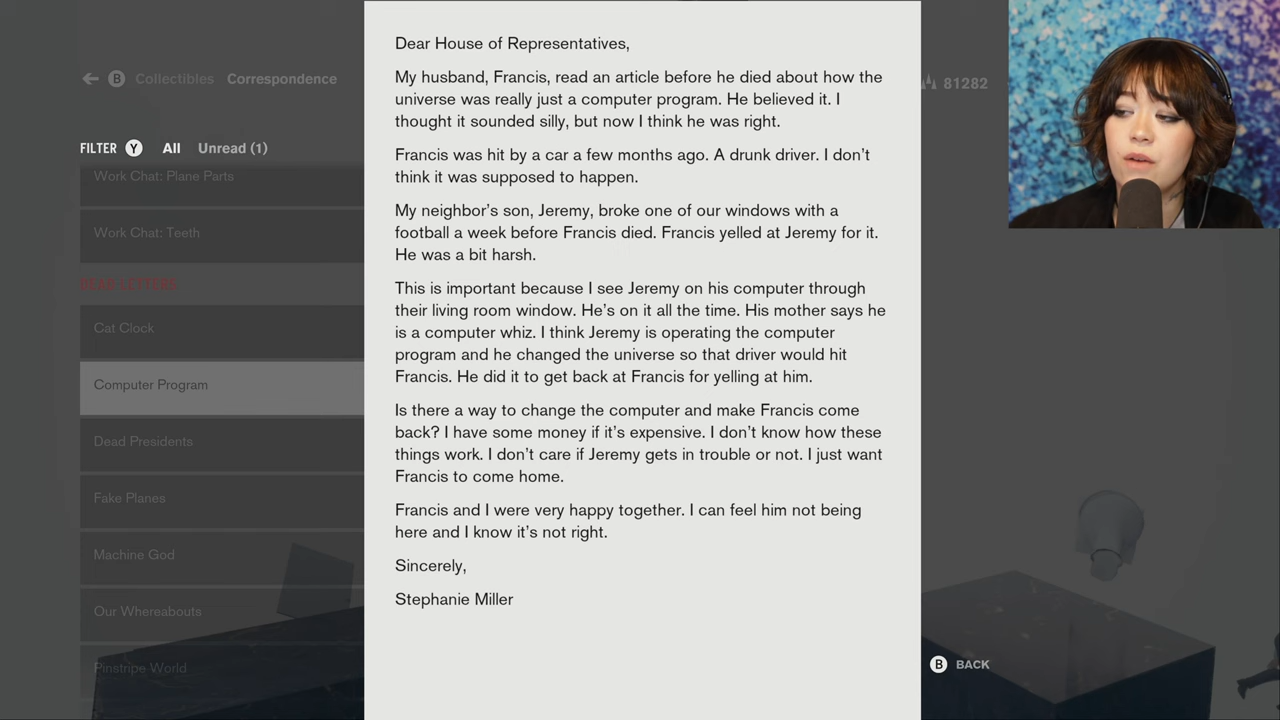 Dear House of Representatives,
My husband, Francis, read an article before he died about how the
universe was really just a computer program. He believed it. I
thought it sounded silly, but now I think he was right.
Francis was hit by a car a few months ago. A drunk driver. I don't
think it was supposed to happen.
My neighbor's son, Jeremy, broke one of our windows with a
football a week before Francis died. Francis yelled at Jeremy for it.
He was a bit harsh.
This is important because I see Jeremy on his computer through
their living room window. He's on it all the time. His mother says he
is a computer whiz. I think Jeremy is operating the computer
program and he changed the universe so that driver would hit
Francis. He did it to get back at Francis for yelling at him.
Is there a way to change the computer and make Francis come
back? I have some money if it's expensive. I don't know how these
things work. I don't care if Jeremy gets in trouble or not. I just want
Francis to come home.
Francis and I were very happy together. I can feel him not being
here and I know it's not right.
Sincerely,
Stephanie Miller
B Collectibles Correspondence
81282
FILTER Y All Unread (1)
Work Chat: Plane Parts
Work Chat: Teeth
DEAD LETTERS
Cat Clock
Computer Program
Dead Presidents
Fake Planes
Machine God
Our Whereabouts
Pinstripe World
B BACK